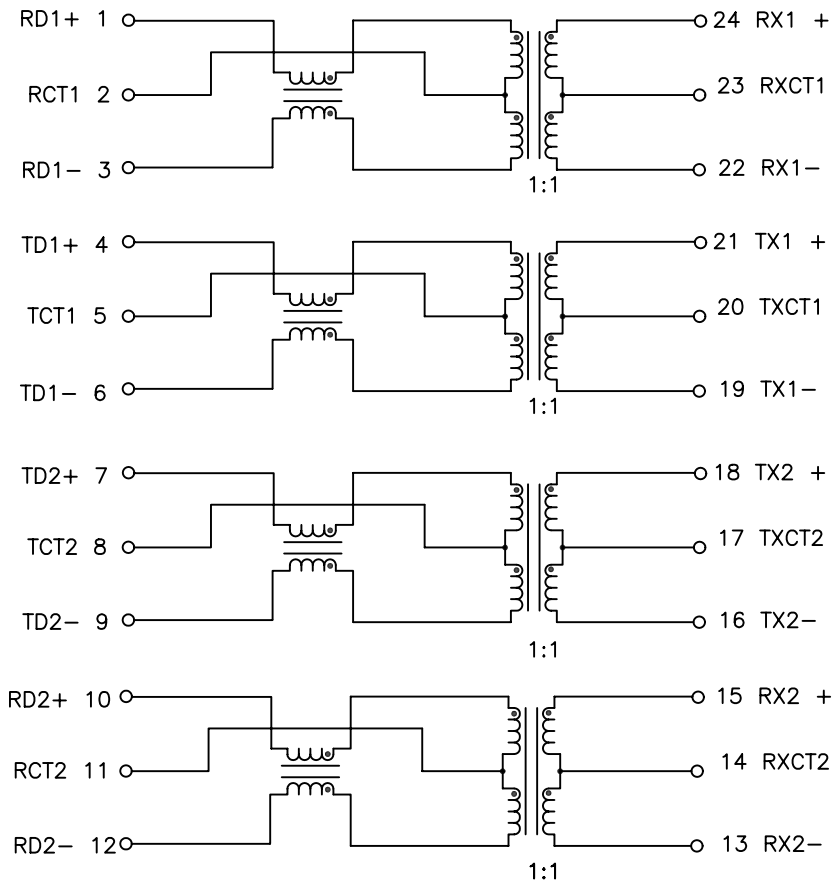 RD1+ 1 24 RX1 +
RCT1 2 23 RXCT1
RD1− 3 22 RX1−
1:1
TD1+ 4 21 TX1 +
TCT1 5 20 TXCT1
TD1− 6 19 TX1−
1:1
TD2+ 7 18 TX2 +
TCT2 8 17 TXCT2
TD2− 9 16 TX2−
1:1
RD2+ 10 15 RX2 +
RCT2 11 14 RXCT2
RD2− 12 13 RX2−
1:1